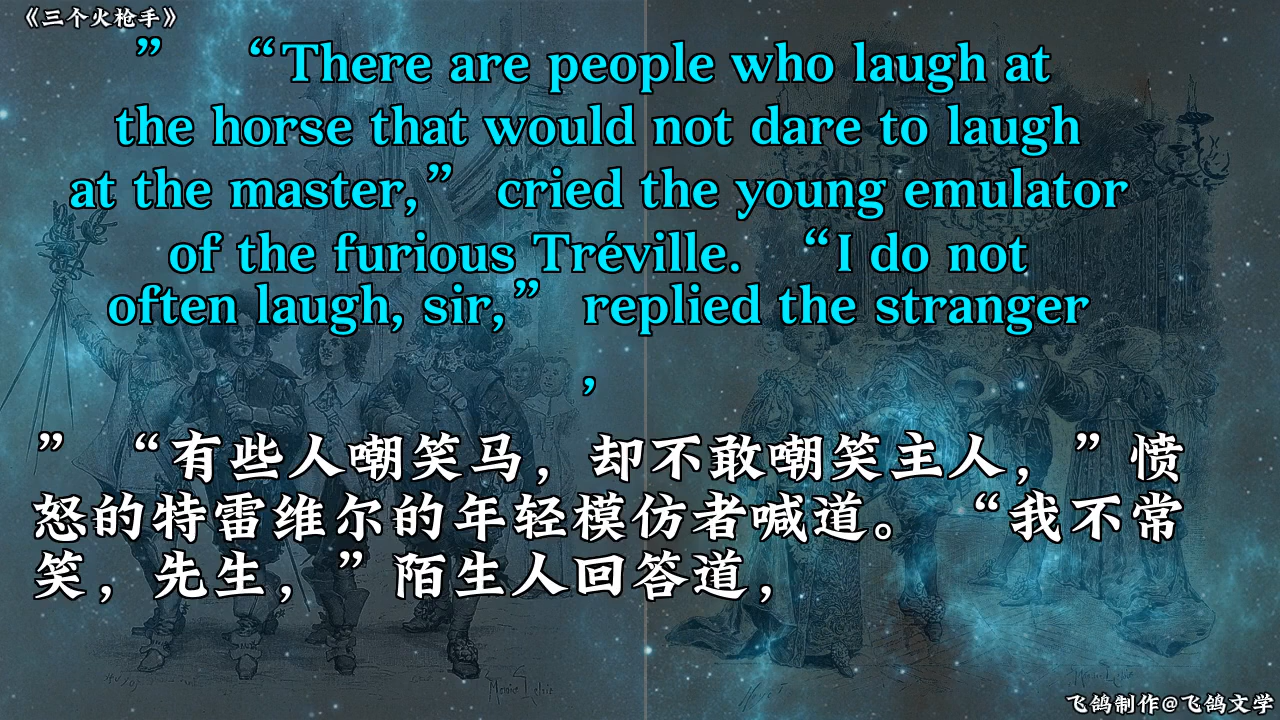 《三个火枪手》
” “There are people who laugh at
the horse that would not dare to laugh
at the master,” cried the young emulator
of the furious Tréville. “I do not
often laugh, sir,” replied the stranger
,
” “有些人嘲笑马，却不敢嘲笑主人，”愤
怒的特雷维尔的年轻模仿者喊道。 “我不常
笑，先生，”陌生人回答道，
飞鸽制作@飞鸽文学